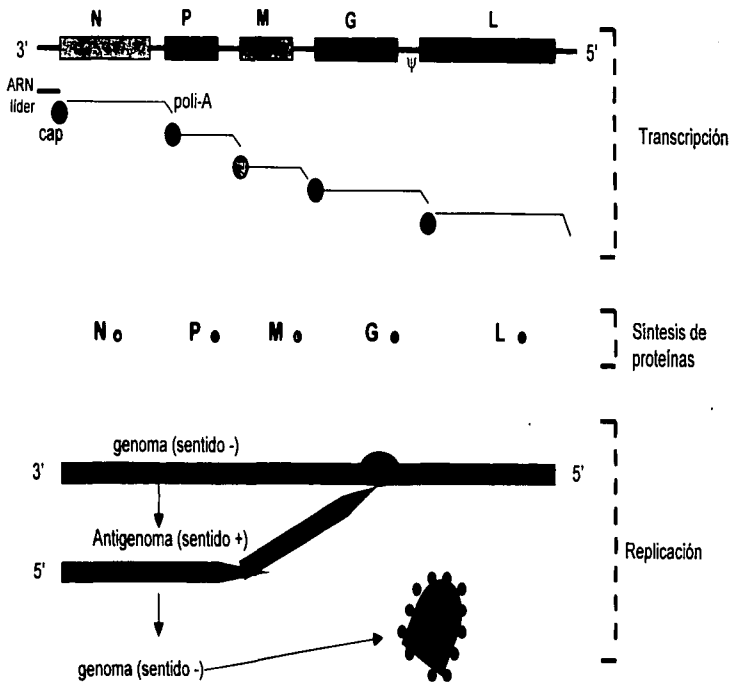 N P M G L
3' 5'
Ψ
ARN
líder
poli-A
cap
Transcripción
N P M G L
Síntesis de
proteínas
genoma (sentido -)
3' 5'
Antigenoma (sentido +)
5'
Replicación
genoma (sentido -)